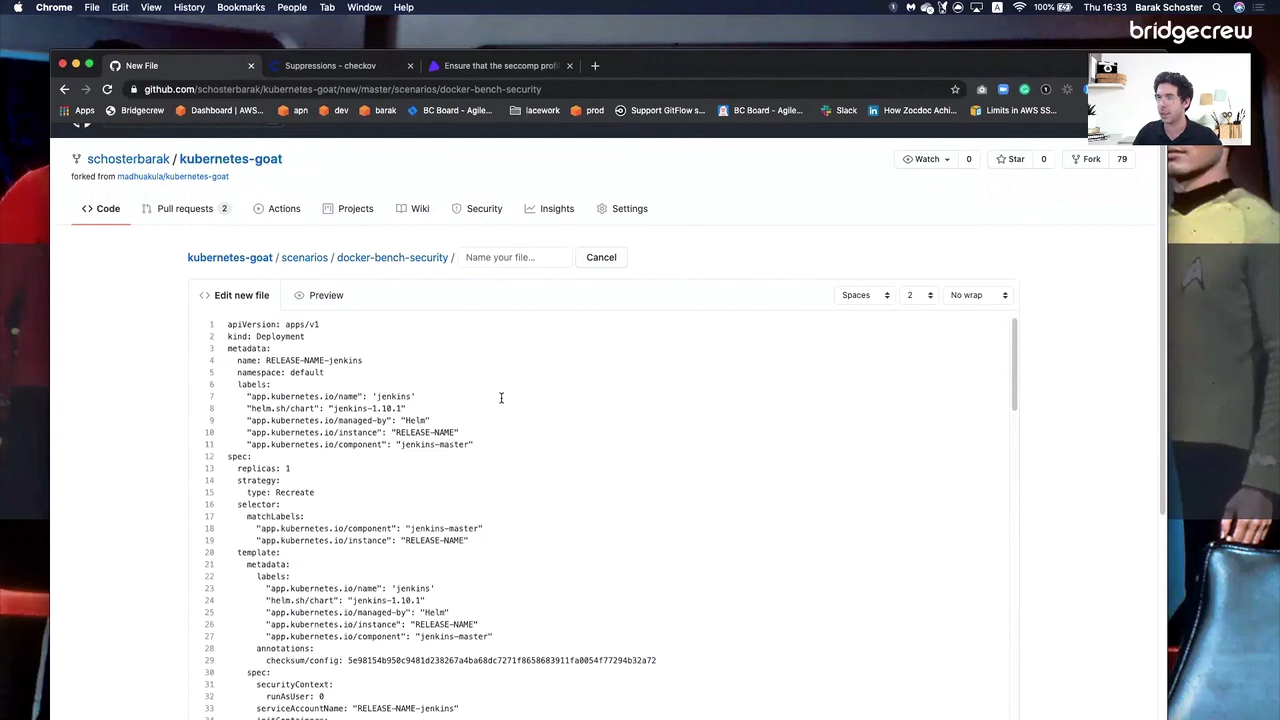 Chrome File Edit View History Bookmarks People Tab Window Help
100% Thu 16:33 Barak Schoster
bridgecrew
New File
Suppressions - checkov
Ensure that the seccomp profi
github.com/schosterbarak/kubernetes-goat/new/master/scenarios/docker-bench-security
Apps Bridgecrew Dashboard | AWS... apn dev barak BC Board - Agile... lacework prod Support GitFlow s... BC Board - Agile... Slack How Zocdoc Achi... Limits in AWS SS
schosterbarak / kubernetes-goat
Watch 0 Star 0 Fork 79
forked from madhuakula/kubernetes-goat
Code Pull requests 2 Actions Projects Wiki Security Insights Settings
kubernetes-goat / scenarios / docker-bench-security / Name your file... Cancel
Edit new file Preview Spaces 2 No wrap
1 apiVersion: apps/v1
2 kind: Deployment
3 metadata:
4 name: RELEASE-NAME-jenkins
5 namespace: default
6 labels:
7 "app.kubernetes.io/name": 'jenkins'
8 "helm.sh/chart": "jenkins-1.10.1"
9 "app.kubernetes.io/managed-by": "Helm"
10 "app.kubernetes.io/instance": "RELEASE-NAME"
11 "app.kubernetes.io/component": "jenkins-master"
12 spec:
13 replicas: 1
14 strategy:
15 type: Recreate
16 selector:
17 matchLabels:
18 "app.kubernetes.io/component": "jenkins-master"
19 "app.kubernetes.io/instance": "RELEASE-NAME"
20 template:
21 metadata:
22 labels:
23 "app.kubernetes.io/name": 'jenkins'
24 "helm.sh/chart": "jenkins-1.10.1"
25 "app.kubernetes.io/managed-by": "Helm"
26 "app.kubernetes.io/instance": "RELEASE-NAME"
27 "app.kubernetes.io/component": "jenkins-master"
28 annotations:
29 checksum/config: 5e98154b950c9481d238267a4ba68dc7271f8658683911fa0054f77294b32a72
30 spec:
31 securityContext:
32 runAsUser: 0
33 serviceAccountName: "RELEASE-NAME-jenkins"
34 initContainers: